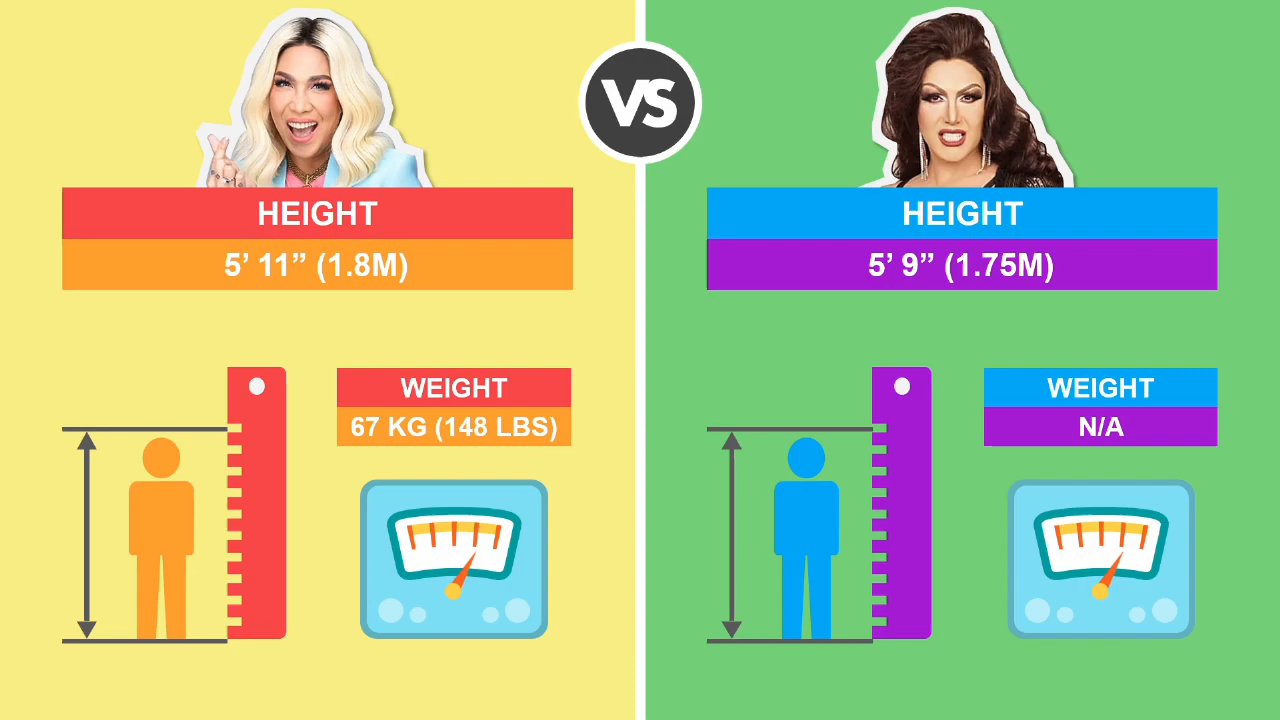 VS
HEIGHT
5’ 11” (1.8M)
WEIGHT
67 KG (148 LBS)
HEIGHT
5’ 9” (1.75M)
WEIGHT
N/A